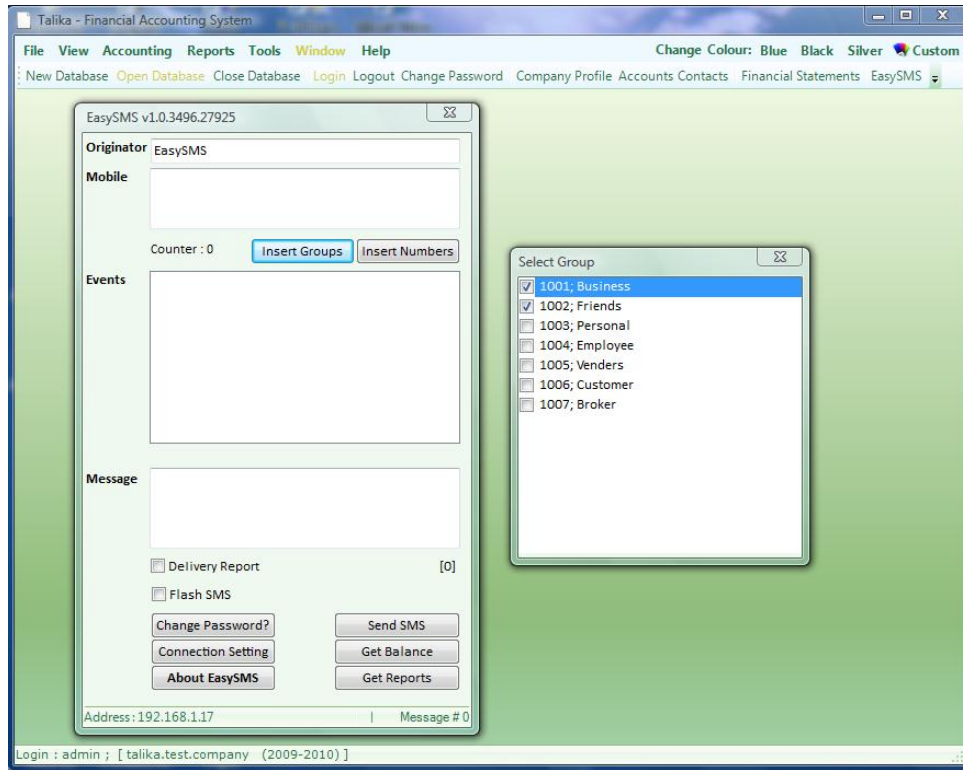 Talika - Financial Accounting System
File View Accounting Reports Tools Window Help Change Colour: Blue Black Silver Custom
New Database Open Database Close Database Login Logout Change Password Company Profile Accounts Contacts Financial Statements EasySMS
EasySMS v1.0.3496.27925
Originator EasySMS
Mobile
Counter : 0 Insert Groups Insert Numbers
Events
Message
Delivery Report [0]
Flash SMS
Change Password? Send SMS
Connection Setting Get Balance
About EasySMS Get Reports
Address : 192.168.1.17 | Message # 0
Select Group
1001; Business
1002; Friends
1003; Personal
1004; Employee
1005; Venders
1006; Customer
1007; Broker
Login : admin ; [ talika.test.company (2009-2010) ]